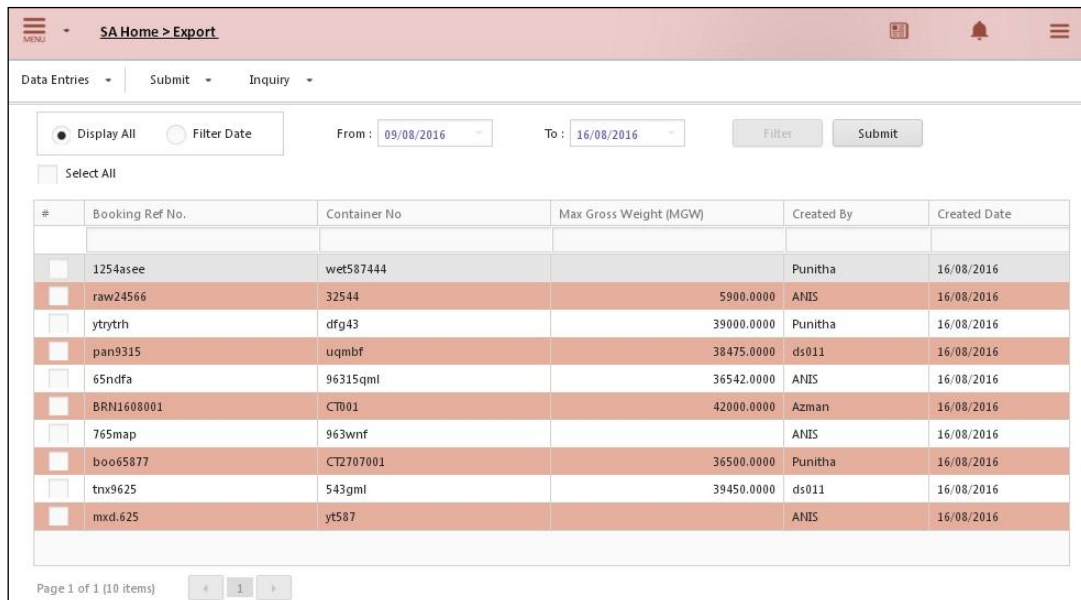 MENU SA Home > Export
Data Entries Submit Inquiry
Display All Filter Date From : 09/08/2016 To : 16/08/2016 Filter Submit
Select All
# Booking Ref No. Container No Max Gross Weight (MGW) Created By Created Date
1254asee wet587444 Punitha 16/08/2016
raw24566 32544 5900.0000 ANIS 16/08/2016
ytrytrh dfg43 39000.0000 Punitha 16/08/2016
pan9315 uqmbf 38475.0000 ds011 16/08/2016
65ndfa 96315qml 36542.0000 ANIS 16/08/2016
BRN1608001 CT001 42000.0000 Azman 16/08/2016
765map 963wnf ANIS 16/08/2016
boo65877 CT2707001 36500.0000 Punitha 16/08/2016
tnx9625 543gml 39450.0000 ds011 16/08/2016
mxd.625 yt587 ANIS 16/08/2016
Page 1 of 1 (10 items) 1